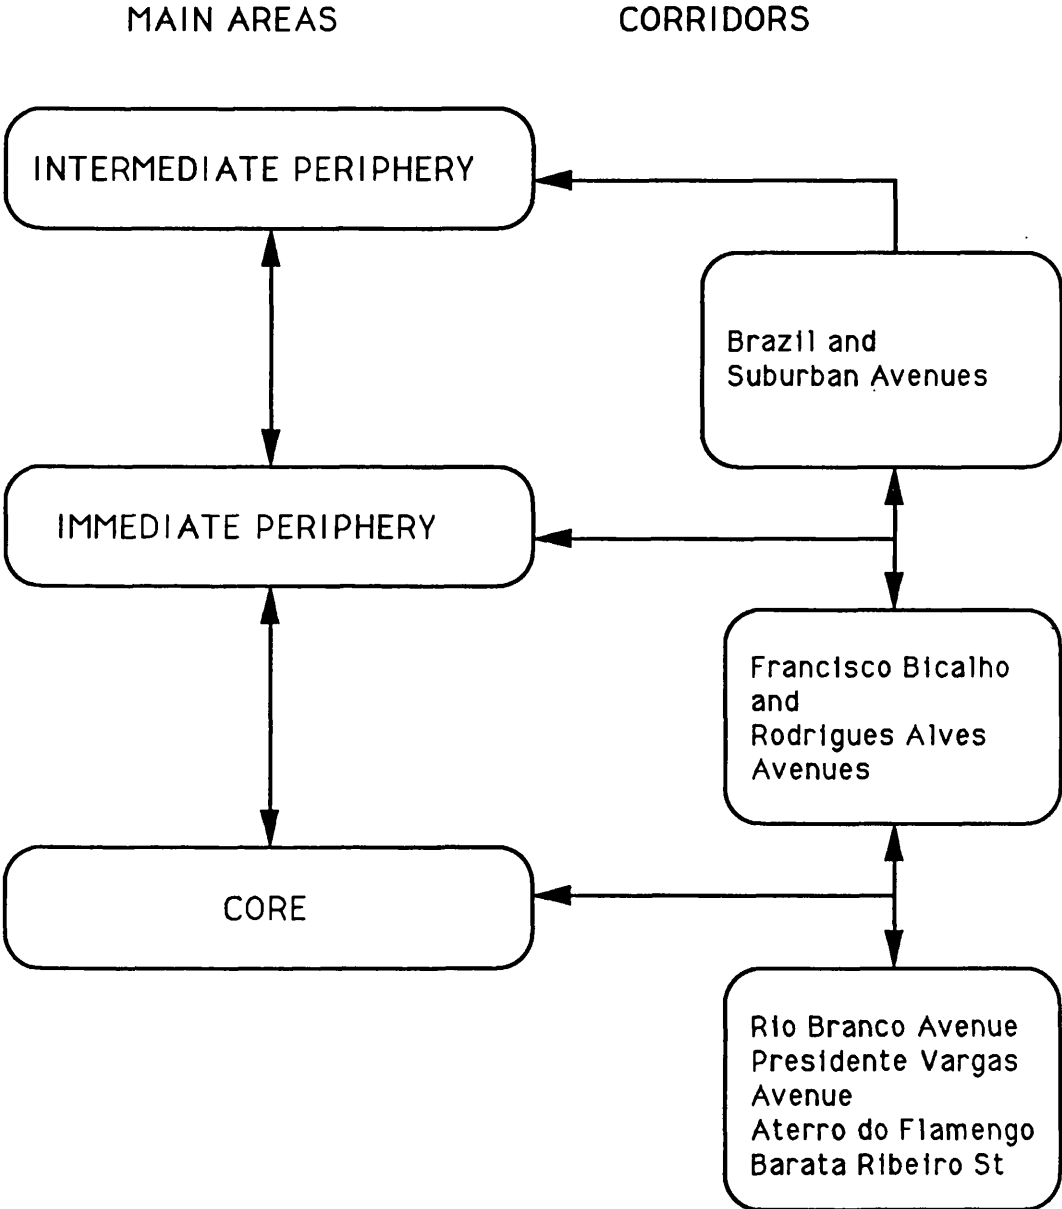 MAIN AREAS
CORRIDORS
INTERMEDIATE PERIPHERY
Brazil and
Suburban Avenues
IMMEDIATE PERIPHERY
Francisco Bicalho
and
Rodrigues Alves
Avenues
CORE
Rio Branco Avenue
Presidente Vargas
Avenue
Aterro do Flamengo
Barata Ribeiro St